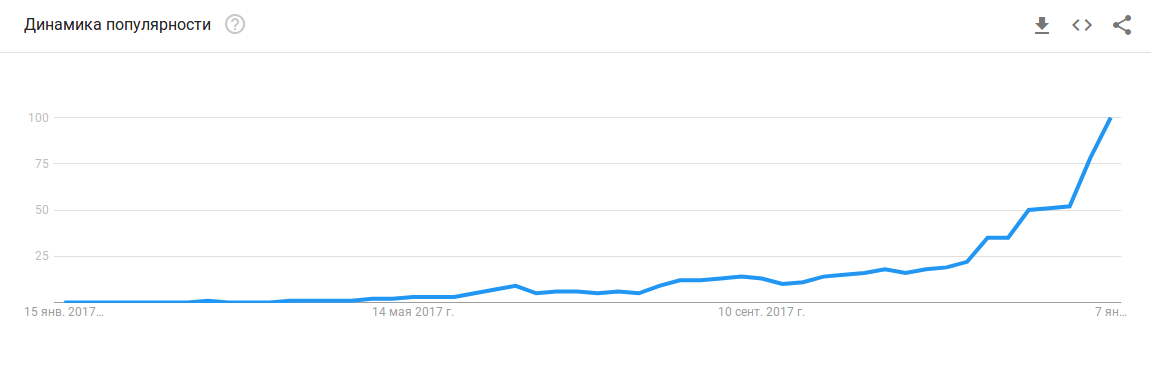 Динамика популярности ?
100
75
50
25
15 янв. 2017…
14 мая 2017 г.
10 сент. 2017 г.
7 ян…